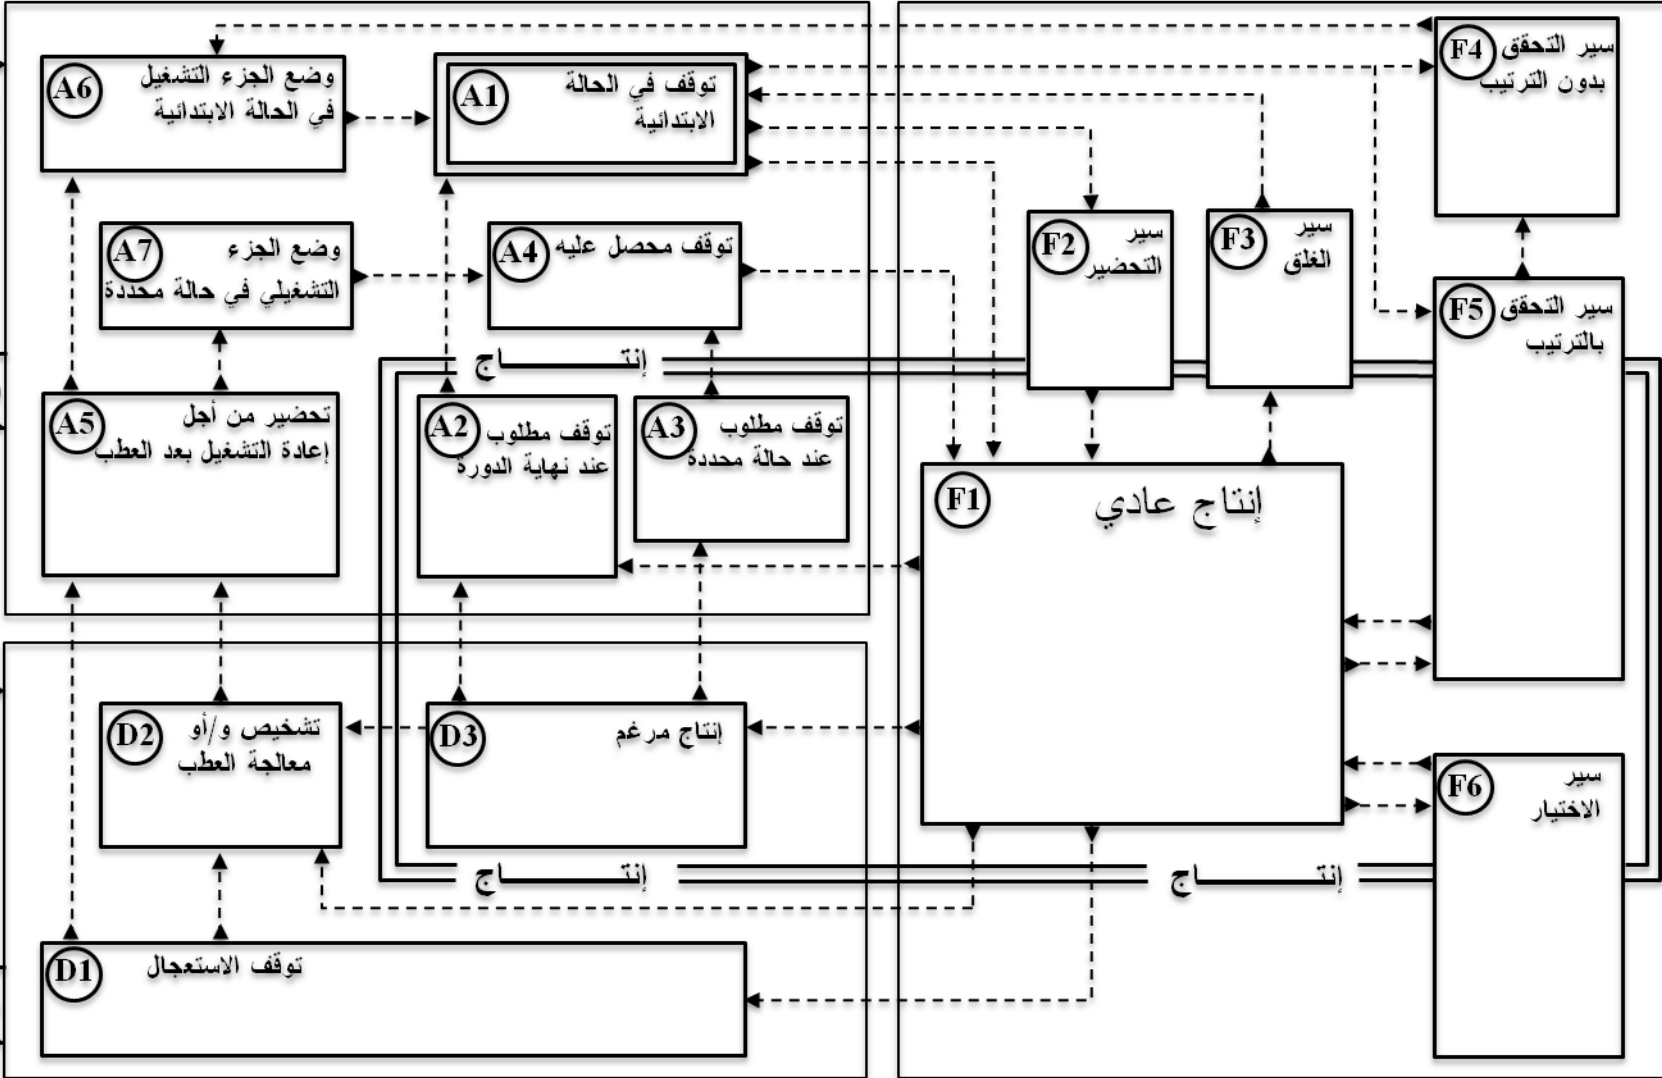 A6
وضع الجزء التشغيل
في الحالة الابتدائية
A1
توقف في الحالة
الابتدائية
F4
سير التحقق
بدون الترتيب
A7
وضع الجزء
التشغيلي في حالة محددة
A4
توقف محصل عليه
F2
سير
التحضير
F3
سير
الغلق
F5
سير التحقق
بالترتيب
إنتـــــــــاج
A5
تحضير من أجل
إعادة التشغيل بعد العطب
A2
توقف مطلوب
عند نهاية الدورة
A3
توقف مطلوب
عند حالة محددة
F1
إنتاج عادي
D2
تشخيص و/أو
معالجة العطب
D3
إنتاج مرغم
F6
سير
الاختيار
إنتـــــــــاج
إنتـــــــــاج
D1
توقف الاستعجال